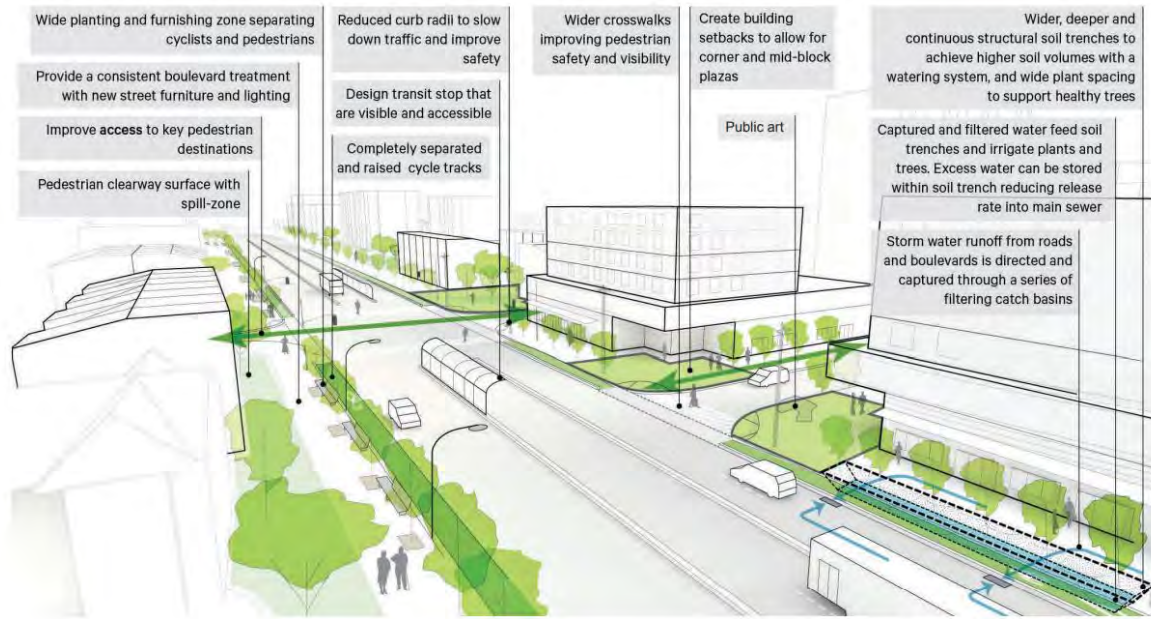 Wide planting and furnishing zone separating
cyclists and pedestrians
Provide a consistent boulevard treatment
with new street furniture and lighting
Improve access to key pedestrian
destinations
Pedestrian clearway surface with
spill-zone
Reduced curb radii to slow
down traffic and improve
safety
Design transit stop that
are visible and accessible
Completely separated
and raised cycle tracks
Wider crosswalks
improving pedestrian
safety and visibility
Create building
setbacks to allow for
corner and mid-block
plazas
Public art
Wider, deeper and
continuous structural soil trenches to
achieve higher soil volumes with a
watering system, and wide plant spacing
to support healthy trees
Captured and filtered water feed soil
trenches and irrigate plants and
trees. Excess water can be stored
within soil trench reducing release
rate into main sewer
Storm water runoff from roads
and boulevards is directed and
captured through a series of
filtering catch basins